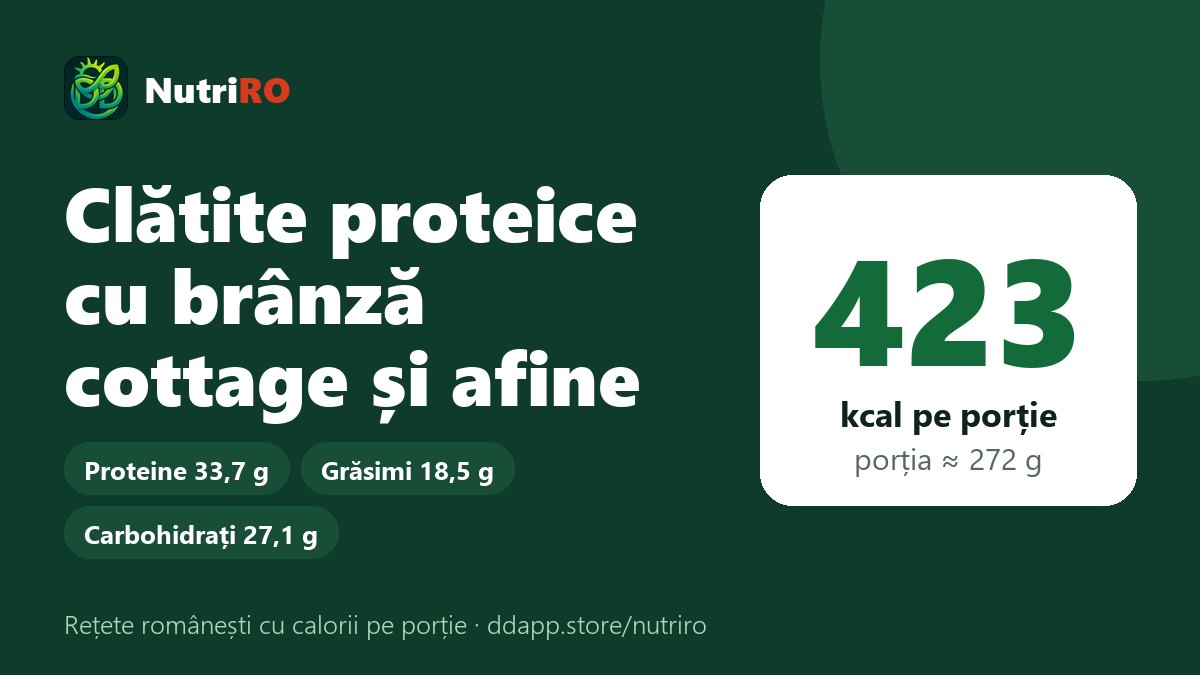 NutriRO
Clătite proteice
cu brânză
cottage și afine
Proteine 33,7 g
Grăsimi 18,5 g
Carbohidrați 27,1 g
423
kcal pe porție
porția ≈ 272 g
Rețete românești cu calorii pe porție · ddapp.store/nutriro